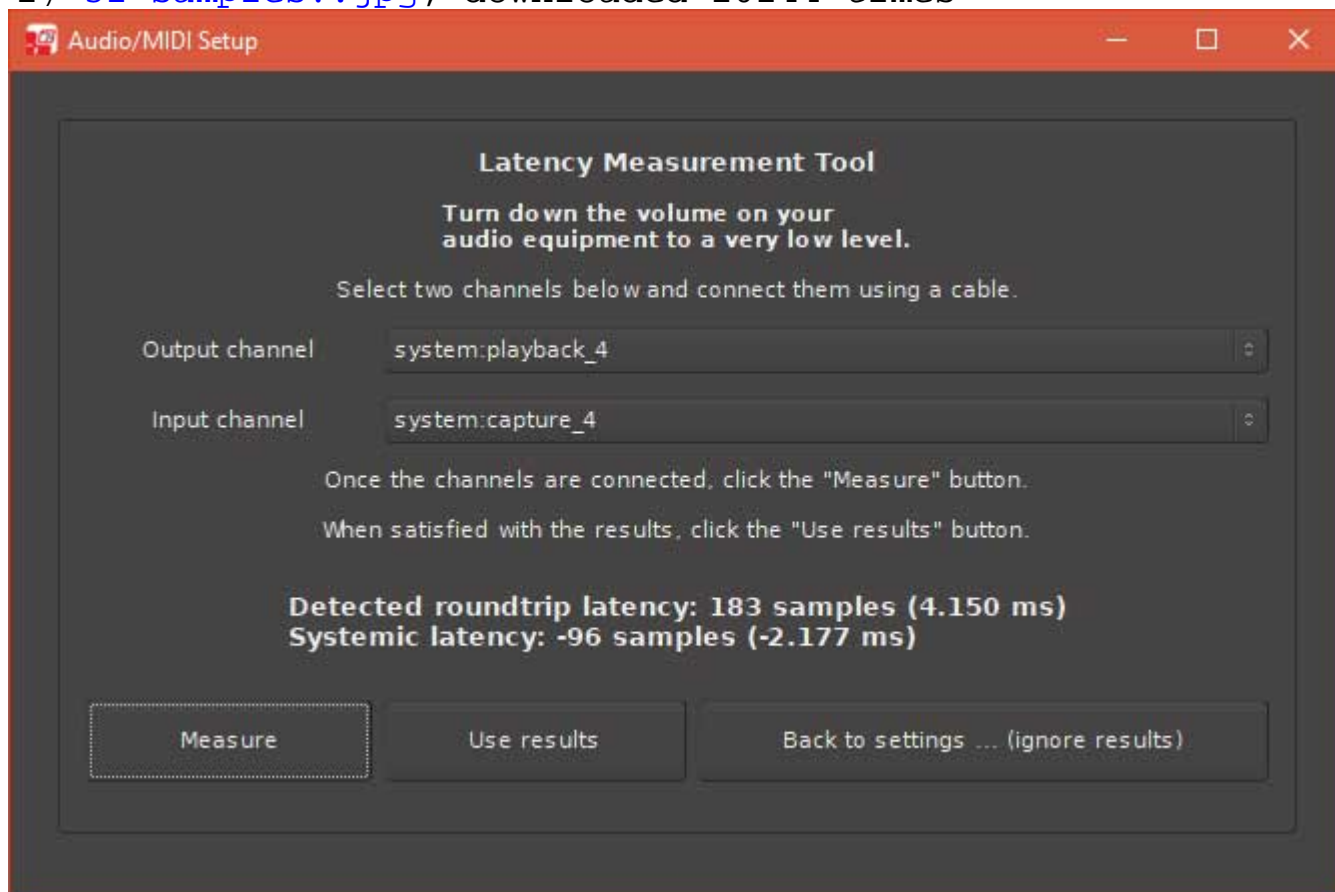 Audio/MIDI Setup
Latency Measurement Tool
Turn down the volume on your
audio equipment to a very low level.
Select two channels below and connect them using a cable.
Output channel system:playback_4
Input channel system:capture_4
Once the channels are connected, click the "Measure" button.
When satisfied with the results, click the "Use results" button.
Detected roundtrip latency: 183 samples (4.150 ms)
Systemic latency: -96 samples (-2.177 ms)
Measure Use results Back to settings ... (ignore results)